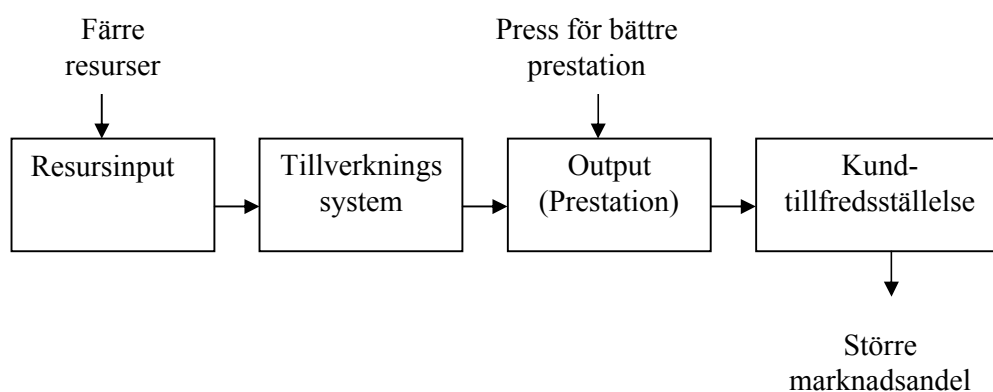 Färre
resurser
Press för bättre
prestation
Resursinput
Tillverknings
system
Output
(Prestation)
Kund-
tillfredsställelse
Större
marknadsandel